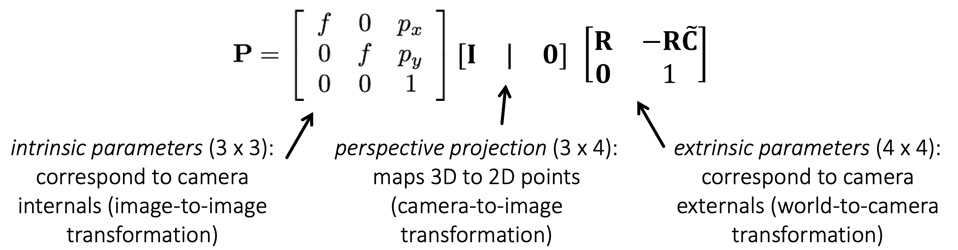 P = [ f 0 p_x ; 0 f p_y ; 0 0 1 ] [I | 0] [ R −RC̃ ; 0 1 ]
intrinsic parameters (3 x 3):
correspond to camera
internals (image-to-image
transformation)
perspective projection (3 x 4):
maps 3D to 2D points
(camera-to-image
transformation)
extrinsic parameters (4 x 4):
correspond to camera
externals (world-to-camera
transformation)